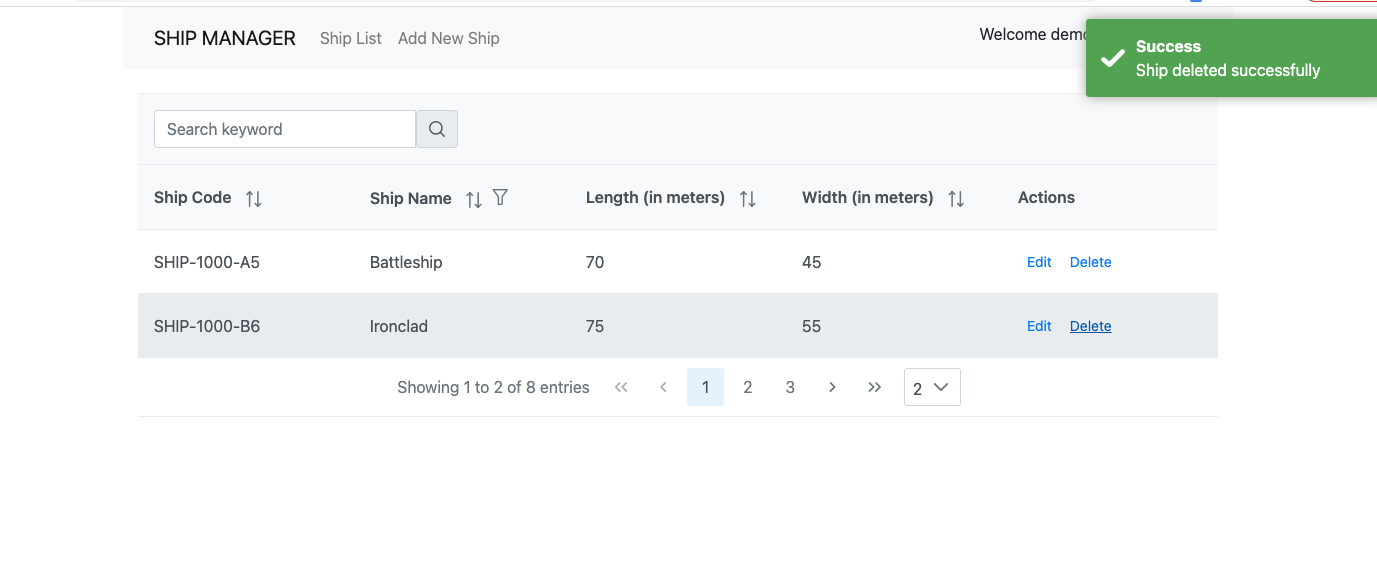 SHIP MANAGER Ship List Add New Ship Welcome
Success
Ship deleted successfully
Search keyword
Ship Code Ship Name Length (in meters) Width (in meters) Actions
SHIP-1000-A5 Battleship 70 45 Edit Delete
SHIP-1000-B6 Ironclad 75 55 Edit Delete
Showing 1 to 2 of 8 entries « ‹ 1 2 3 › » 2